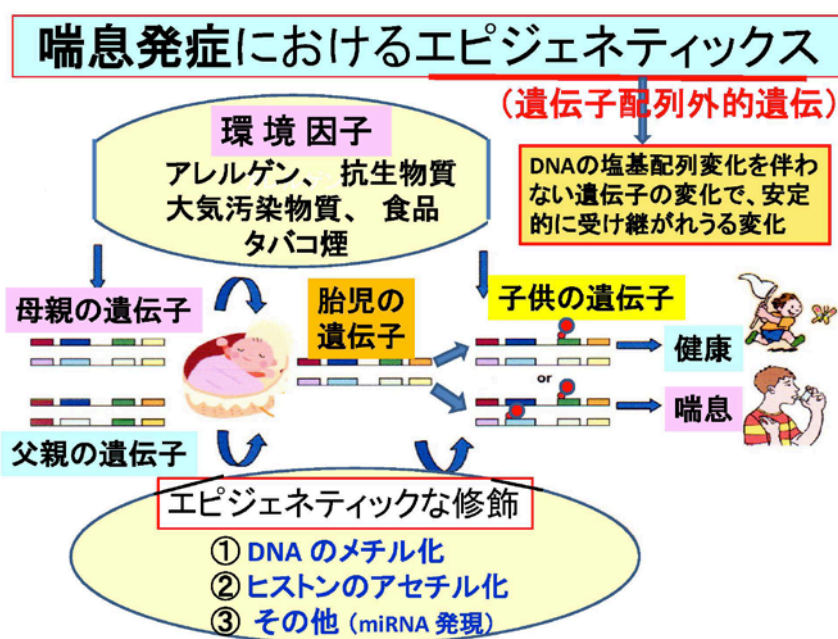 喘息発症におけるエピジェネティックス
(遺伝子配列外的遺伝)
環 境 因子
アレルゲン、 抗生物質
大気汚染物質、 食品
タバコ煙
DNAの塩基配列変化を伴わ
ない遺伝子の変化で、安定
的に受け継がれうる変化
母親の遺伝子
胎児の
遺伝子
子供の遺伝子
健康
or
喘息
父親の遺伝子
エピジェネティックな修飾
① DNA のメチル化
② ヒストンのアセチル化
③ その他 (miRNA 発現)